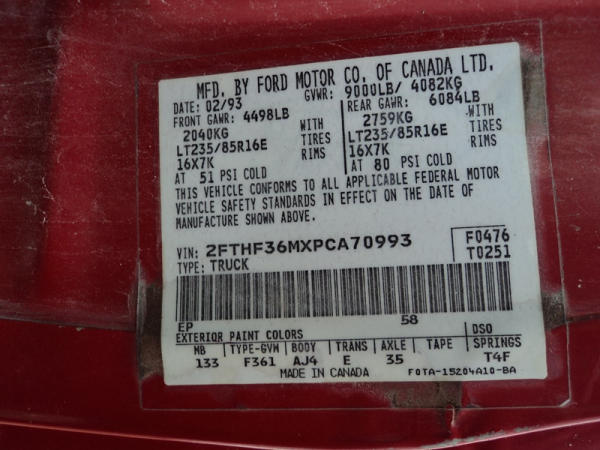 MFD. BY FORD MOTOR CO. OF CANADA LTD.
DATE: 02/93 GVWR: 9000LB/ 4082KG
FRONT GAWR: 4498LB REAR GAWR: 6084LB
2040KG WITH 2759KG WITH
LT235/85R16E TIRES LT235/85R16E TIRES
16X7K RIMS 16X7K RIMS
AT 51 PSI COLD AT 80 PSI COLD
THIS VEHICLE CONFORMS TO ALL APPLICABLE FEDERAL MOTOR
VEHICLE SAFETY STANDARDS IN EFFECT ON THE DATE OF
MANUFACTURE SHOWN ABOVE.
VIN: 2FTHF36MXPCA70993 F0476
TYPE: TRUCK T0251
EP 58
EXTERIOR PAINT COLORS DSO
WB TYPE-GVW BODY TRANS AXLE TAPE SPRINGS
133 F361 AJ4 E 35 T4F
MADE IN CANADA F0TA-15204A10-BA